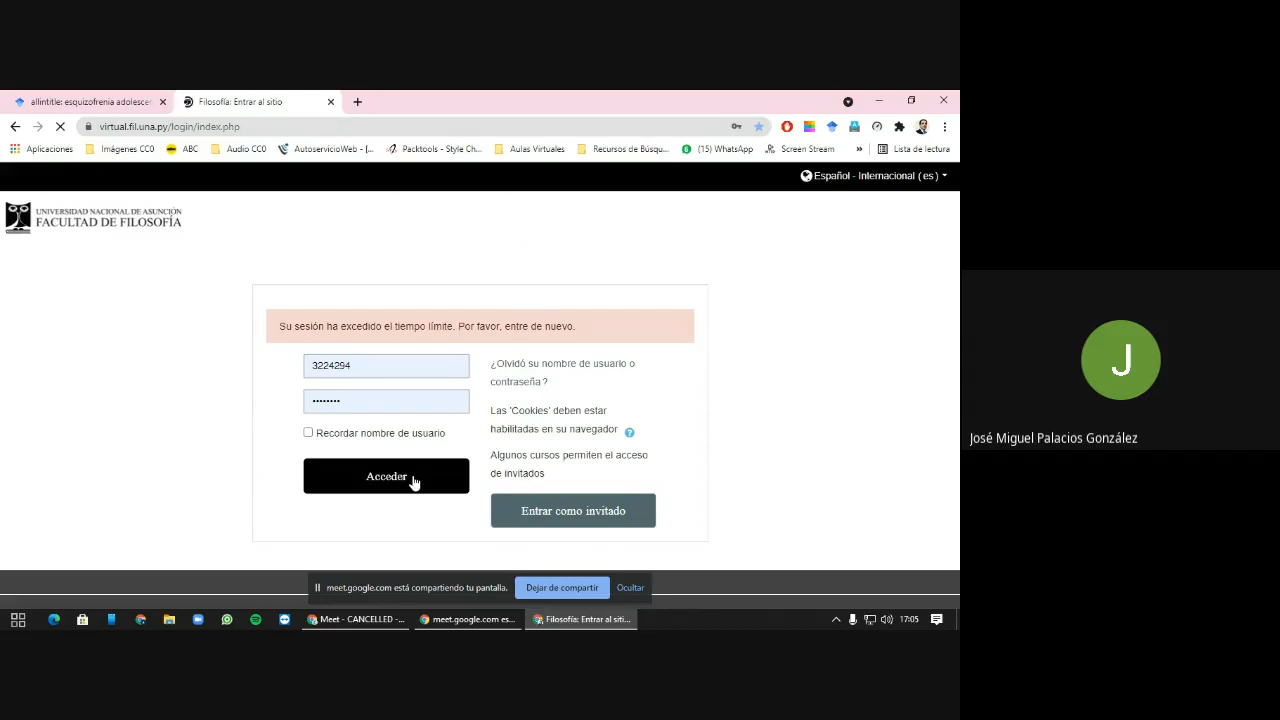 allintitle: esquizofrenia adolescen
Filosofía: Entrar al sitio
virtual.fil.una.py/login/index.php
Aplicaciones
Imágenes CC0
ABC
Audio CC0
AutoservicioWeb - [...
Packtools - Style Ch...
Aulas Virtuales
Recursos de Búsqu...
(15) WhatsApp
Screen Stream
»
Lista de lectura
Español - Internacional ( es )
UNIVERSIDAD NACIONAL DE ASUNCIÓN
FACULTAD DE FILOSOFÍA
Su sesión ha excedido el tiempo límite. Por favor, entre de nuevo.
3224294
••••••••
Recordar nombre de usuario
Acceder
¿Olvidó su nombre de usuario o
contraseña?
Las 'Cookies' deben estar
habilitadas en su navegador
?
Algunos cursos permiten el acceso
de invitados
Entrar como invitado
J
José Miguel Palacios González
meet.google.com está compartiendo tu pantalla.
Dejar de compartir
Ocultar
Meet - CANCELLED -...
meet.google.com es...
Filosofía: Entrar al siti...
17:05